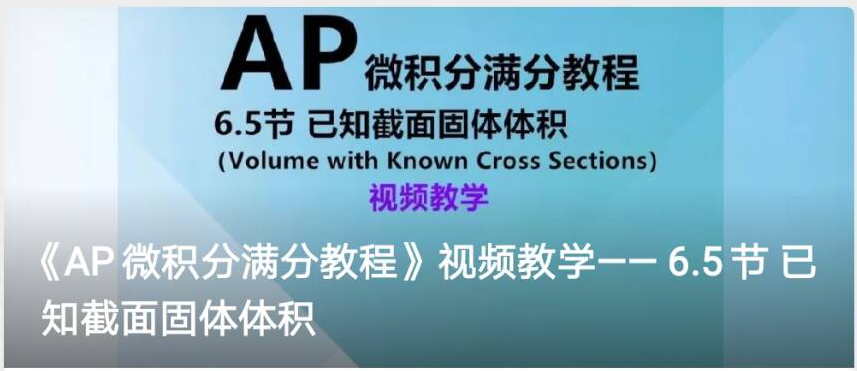 AP 微积分满分教程
6.5节 已知截面固体体积
(Volume with Known Cross Sections)
视频教学
《AP 微积分满分教程》视频教学—— 6.5 节 已
知截面固体体积